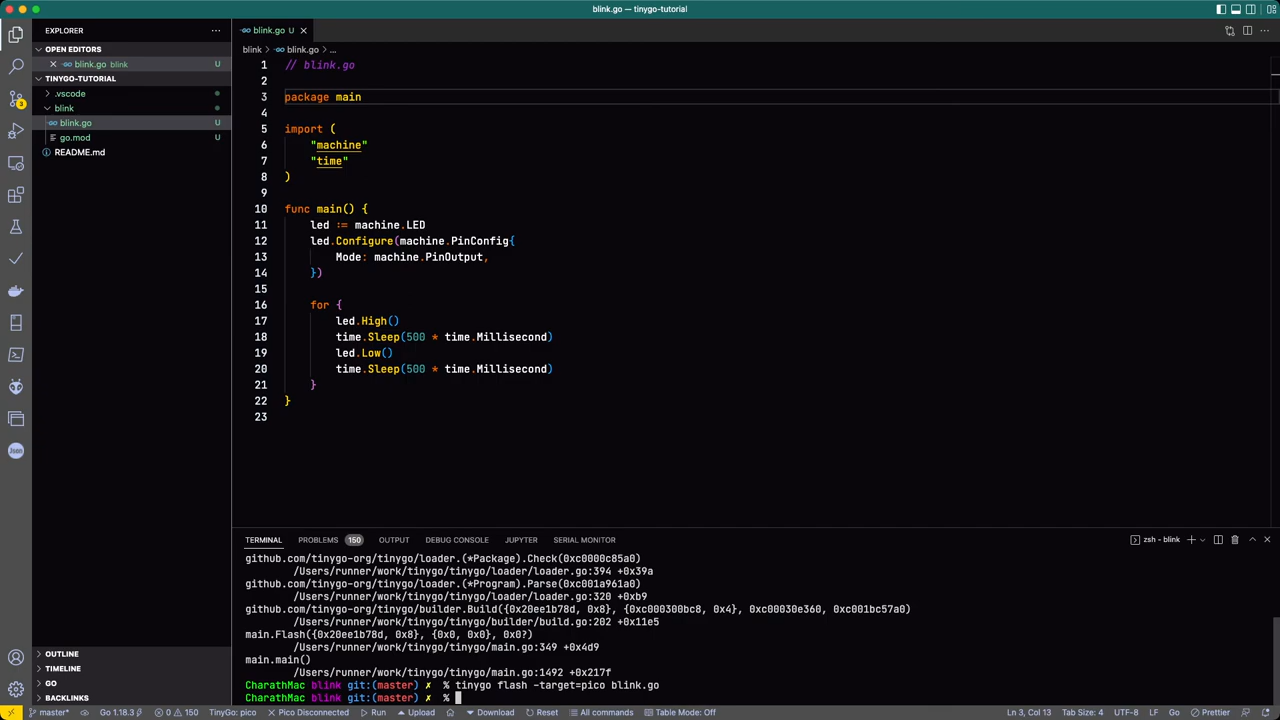 blink.go — tinygo-tutorial
EXPLORER
OPEN EDITORS
blink.go blink U
TINYGO-TUTORIAL
.vscode
blink
blink.go U
go.mod U
README.md
OUTLINE
TIMELINE
GO
BACKLINKS
3
Json
blink.go U
blink > blink.go > ...
1 // blink.go
2
3 package main
4
5 import (
6 "machine"
7 "time"
8 )
9
10 func main() {
11 led := machine.LED
12 led.Configure(machine.PinConfig{
13 Mode: machine.PinOutput,
14 })
15
16 for {
17 led.High()
18 time.Sleep(500 * time.Millisecond)
19 led.Low()
20 time.Sleep(500 * time.Millisecond)
21 }
22 }
23
TERMINAL PROBLEMS 150 OUTPUT DEBUG CONSOLE JUPYTER SERIAL MONITOR zsh - blink
github.com/tinygo-org/tinygo/loader.(*Package).Check(0xc0000c85a0)
/Users/runner/work/tinygo/tinygo/loader/loader.go:394 +0x39a
github.com/tinygo-org/tinygo/loader.(*Program).Parse(0xc001a961a0)
/Users/runner/work/tinygo/tinygo/loader/loader.go:320 +0xb9
github.com/tinygo-org/tinygo/builder.Build({0x20ee1b78d, 0x8}, {0xc000300bc8, 0x4}, 0xc00030e360, 0xc001bc57a0)
/Users/runner/work/tinygo/tinygo/builder/build.go:202 +0x11e5
main.Flash({0x20ee1b78d, 0x8}, {0x0, 0x0}, 0x0?)
/Users/runner/work/tinygo/tinygo/main.go:349 +0x4d9
main.main()
/Users/runner/work/tinygo/tinygo/main.go:1492 +0x217f
CharathMac blink git:(master) ✗ % tinygo flash -target=pico blink.go
CharathMac blink git:(master) ✗ %
master* Go 1.18.3 0 150 TinyGo: pico Pico Disconnected Run Upload Download Reset All commands Table Mode: Off Ln 3, Col 13 Tab Size: 4 UTF-8 LF Go Prettier